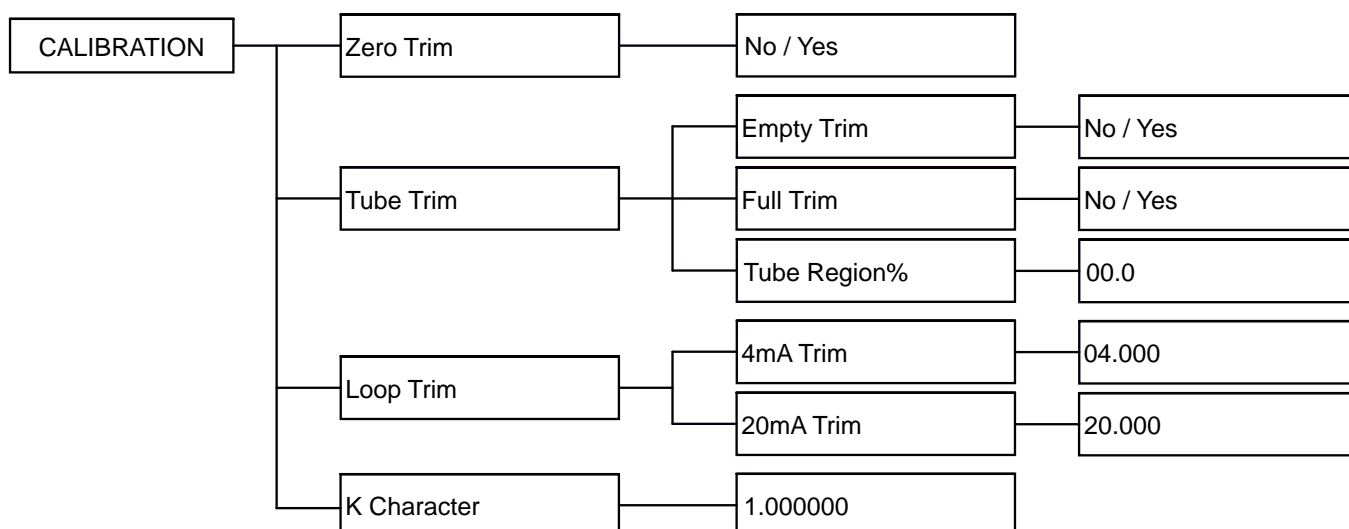 CALIBRATION
Zero Trim
No / Yes
Tube Trim
Empty Trim
No / Yes
Full Trim
No / Yes
Tube Region%
00.0
Loop Trim
4mA Trim
04.000
20mA Trim
20.000
K Character
1.000000